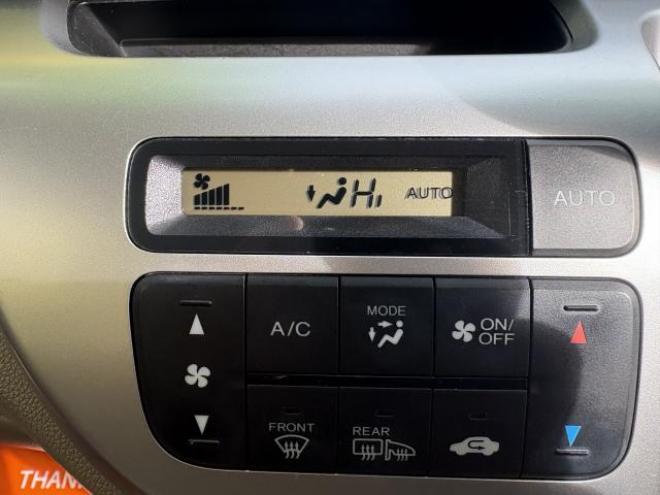 Hi AUTO
AUTO
A/C
MODE
ON/
OFF
FRONT
REAR
THAN